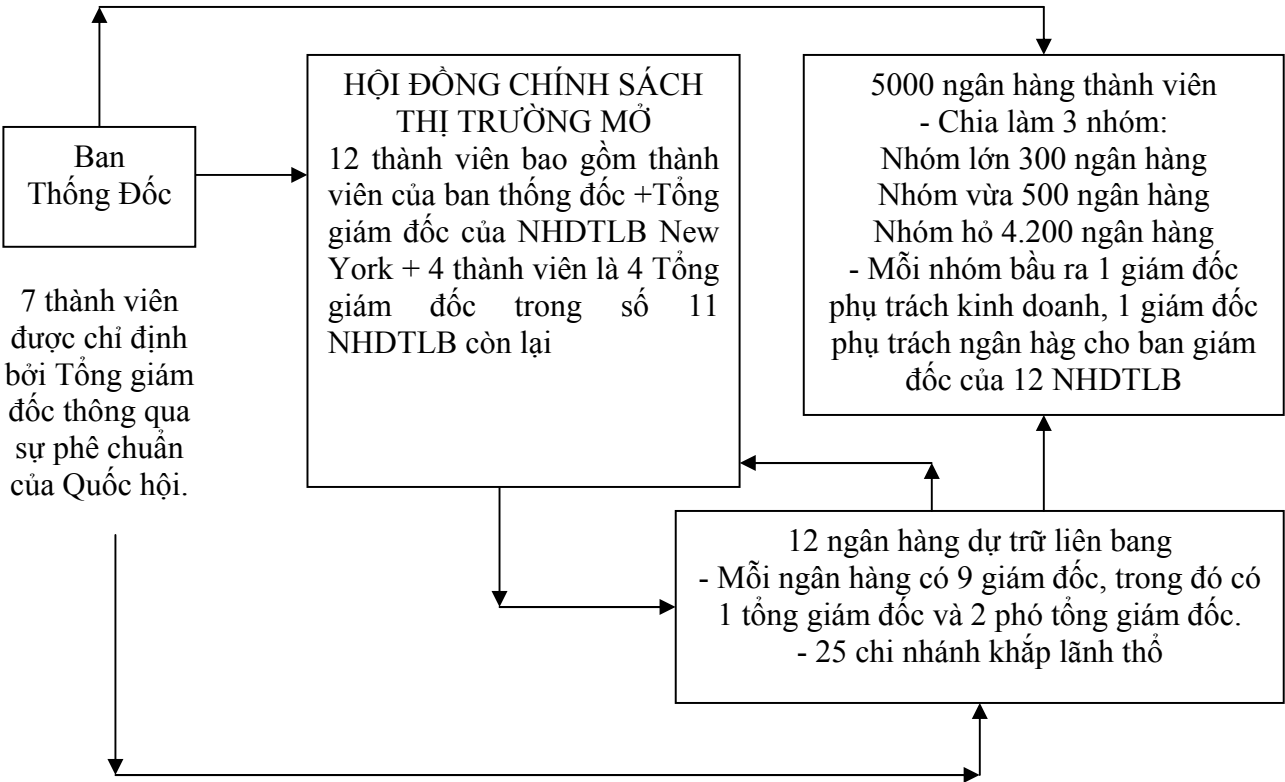 Ban
Thống Đốc
7 thành viên
được chỉ định
bởi Tổng giám
đốc thông qua
sự phê chuẩn
của Quốc hội.
HỘI ĐỒNG CHÍNH SÁCH
THỊ TRƯỜNG MỞ
12 thành viên bao gồm thành
viên của ban thống đốc +Tổng
giám đốc của NHDTLB New
York + 4 thành viên là 4 Tổng
giám đốc trong số 11
NHDTLB còn lại
5000 ngân hàng thành viên
- Chia làm 3 nhóm:
Nhóm lớn 300 ngân hàng
Nhóm vừa 500 ngân hàng
Nhóm hỏ 4.200 ngân hàng
- Mỗi nhóm bầu ra 1 giám đốc
phụ trách kinh doanh, 1 giám đốc
phụ trách ngân hàg cho ban giám
đốc của 12 NHDTLB
12 ngân hàng dự trữ liên bang
- Mỗi ngân hàng có 9 giám đốc, trong đó có
1 tổng giám đốc và 2 phó tổng giám đốc.
- 25 chi nhánh khắp lãnh thổ